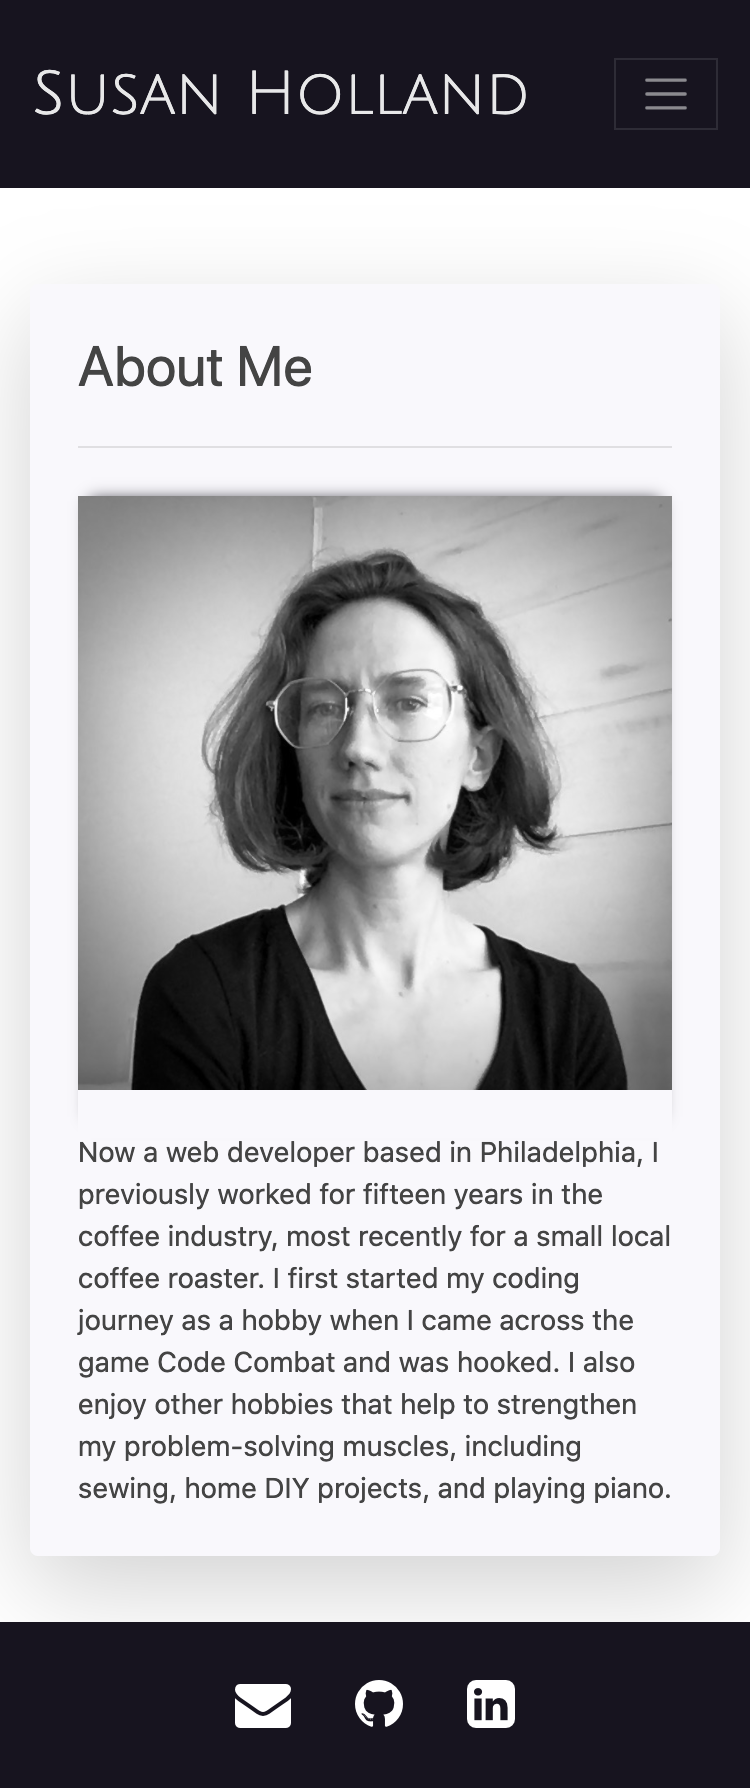 Susan Holland
About Me
Now a web developer based in Philadelphia, I
previously worked for fifteen years in the
coffee industry, most recently for a small local
coffee roaster. I first started my coding
journey as a hobby when I came across the
game Code Combat and was hooked. I also
enjoy other hobbies that help to strengthen
my problem-solving muscles, including
sewing, home DIY projects, and playing piano.
in